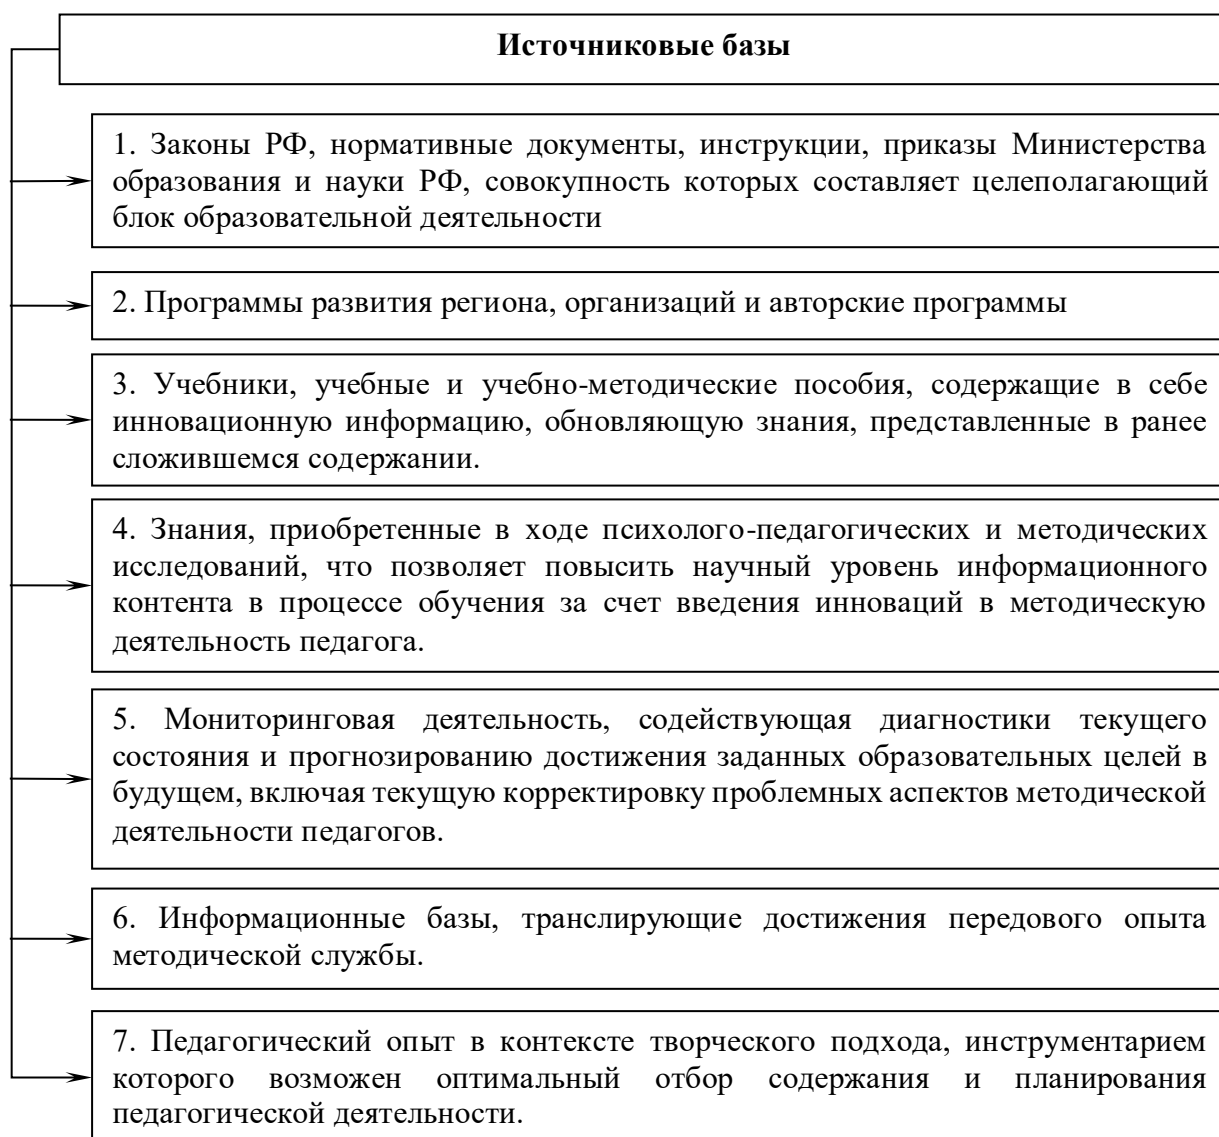 Источниковые базы
1. Законы РФ, нормативные документы, инструкции, приказы Министерства
образования и науки РФ, совокупность которых составляет целеполагающий
блок образовательной деятельности
2. Программы развития региона, организаций и авторские программы
3. Учебники, учебные и учебно-методические пособия, содержащие в себе
инновационную информацию, обновляющую знания, представленные в ранее
сложившемся содержании.
4. Знания, приобретенные в ходе психолого-педагогических и методических
исследований, что позволяет повысить научный уровень информационного
контента в процессе обучения за счет введения инноваций в методическую
деятельность педагога.
5. Мониторинговая деятельность, содействующая диагностики текущего
состояния и прогнозированию достижения заданных образовательных целей в
будущем, включая текущую корректировку проблемных аспектов методической
деятельности педагогов.
6. Информационные базы, транслирующие достижения передового опыта
методической службы.
7. Педагогический опыт в контексте творческого подхода, инструментарием
которого возможен оптимальный отбор содержания и планирования
педагогической деятельности.